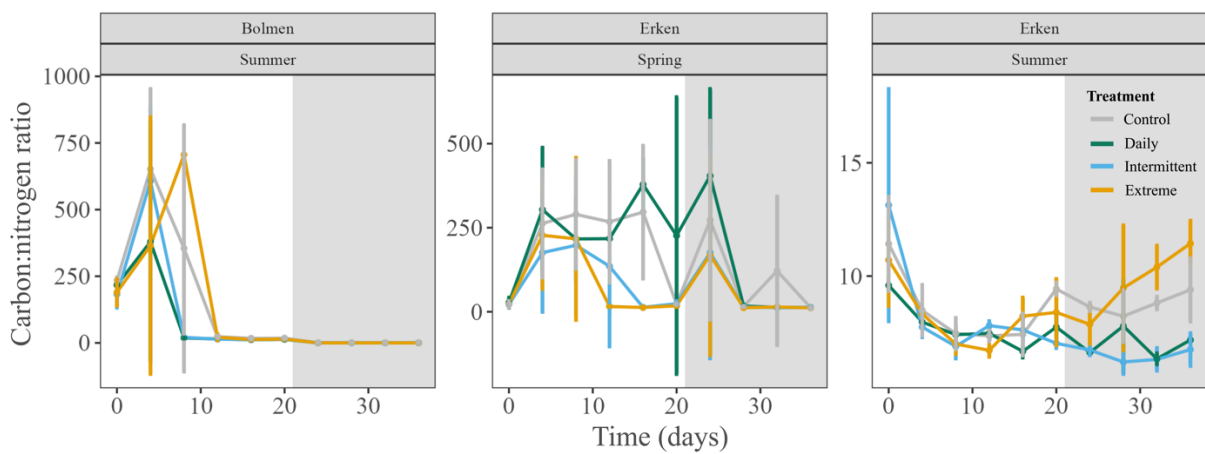 Bolmen
Summer
Erken
Spring
Erken
Summer
Carbon:nitrogen ratio
1000
750
500
250
0
500
250
0
15
10
Treatment
Control
Daily
Intermittent
Extreme
0 10 20 30
0 10 20 30
0 10 20 30
Time (days)